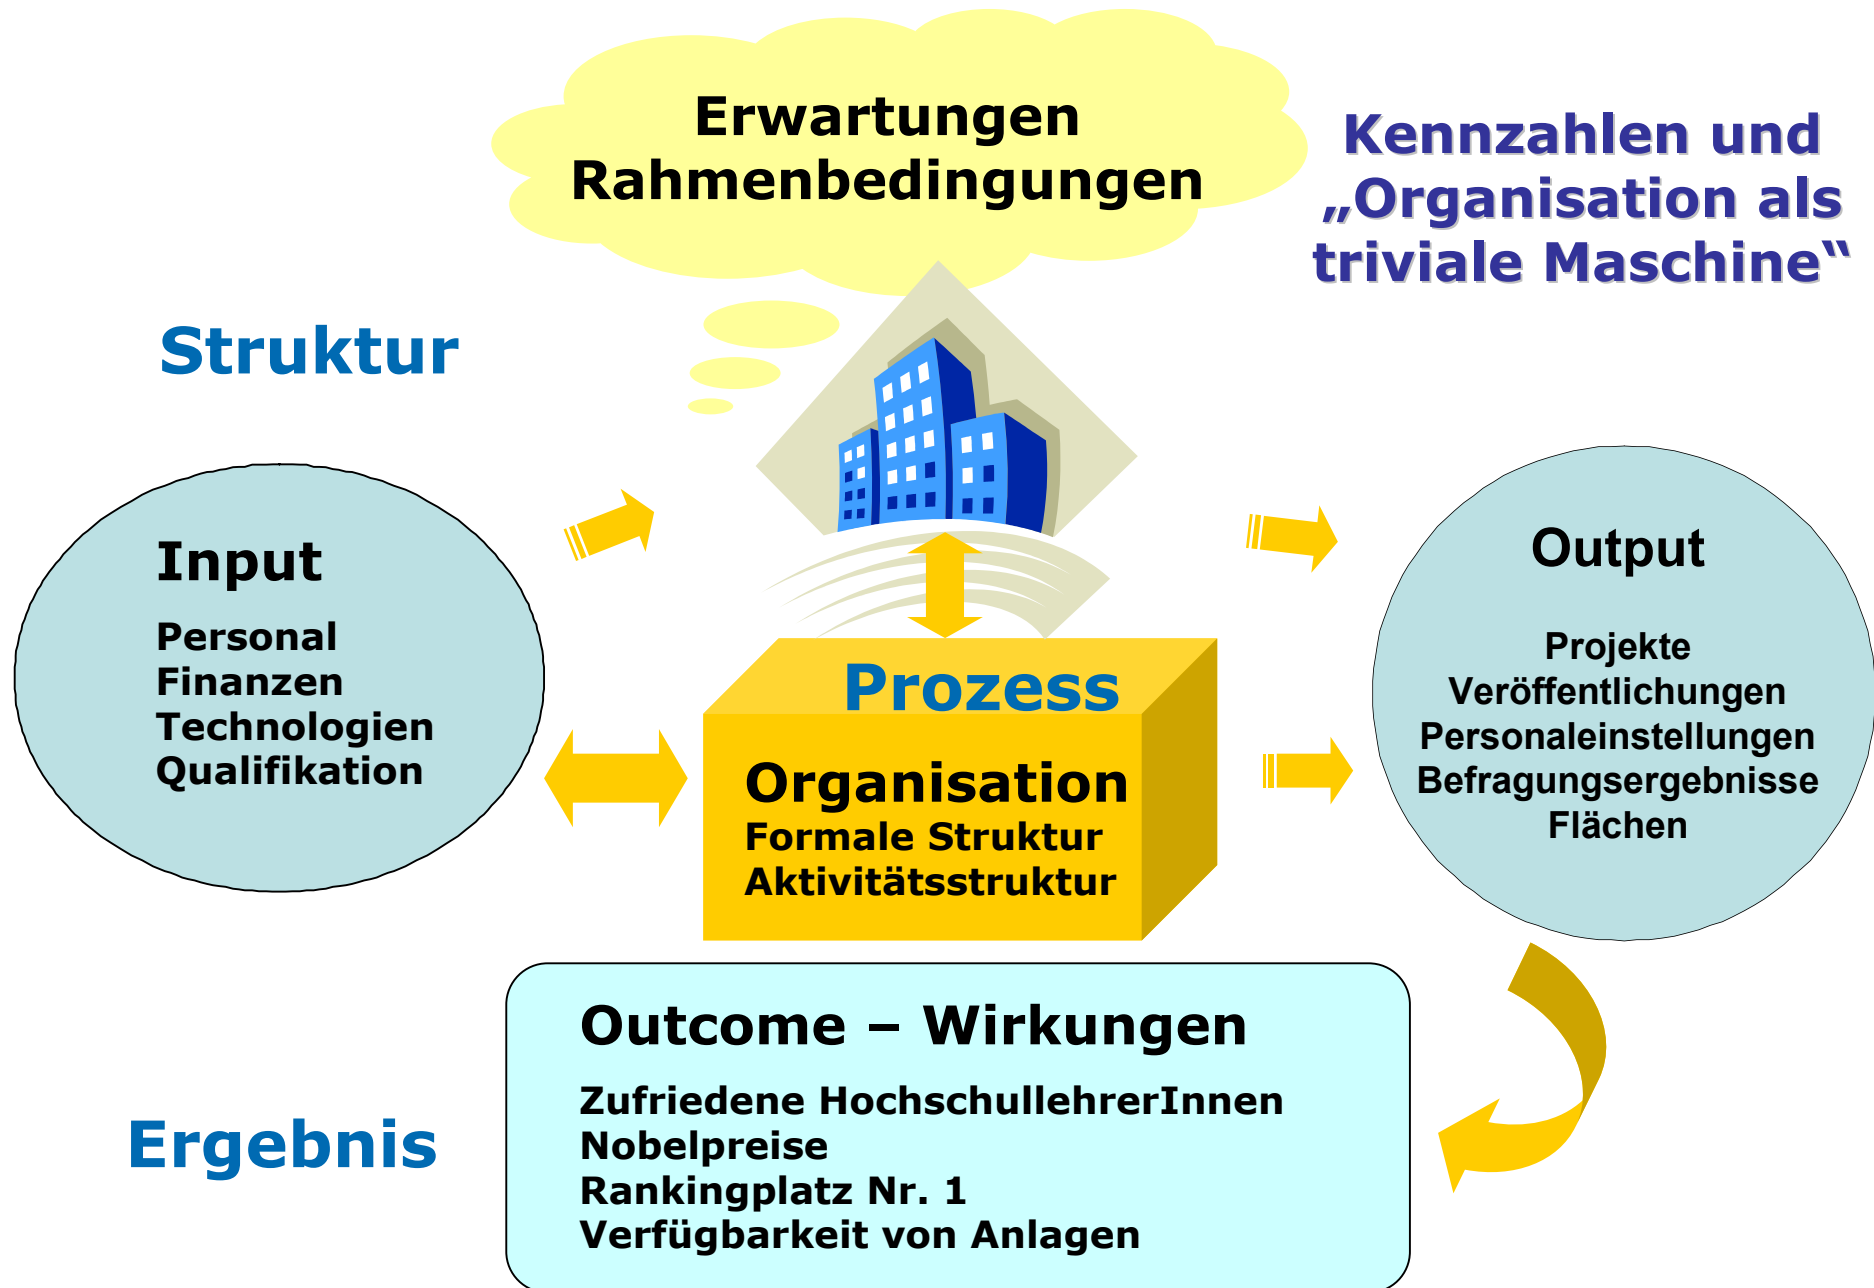 Erwartungen
Rahmenbedingungen
Kennzahlen und
„Organisation als
triviale Maschine“
Struktur
Input
Personal
Finanzen
Technologien
Qualifikation
Prozess
Organisation
Formale Struktur
Aktivitätsstruktur
Output
Projekte
Veröffentlichungen
Personaleinstellungen
Befragungsergebnisse
Flächen
Ergebnis
Outcome – Wirkungen
Zufriedene HochschullehrerInnen
Nobelpreise
Rankingplatz Nr. 1
Verfügbarkeit von Anlagen